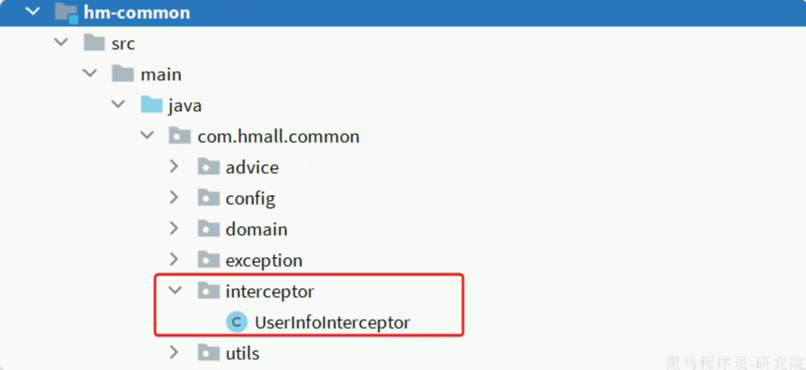 hm-common
src
main
java
com.hmall.common
advice
config
domain
exception
interceptor
C UserInfoInterceptor
utils
黑马程序员-研究院